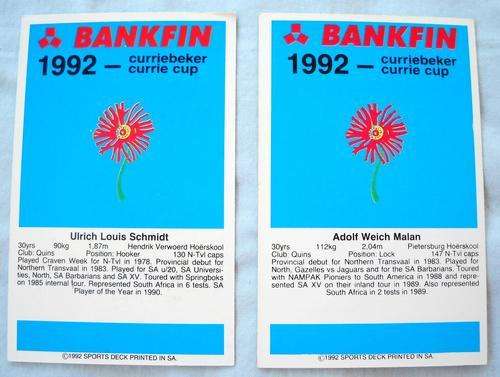 BANKFIN
1992 – curriebeker
currie cup
Ulrich Louis Schmidt
30yrs 90kg 1,87m Hendrik Verwoerd Hoërskool
Club: Quins Position: Hooker 130 N-Tvl caps
Played Craven Week for N-Tvl in 1978. Provincial debut for
Northern Transvaal in 1983. Played for SA u/20, SA Universi-
ties, North, SA Barbarians and SA XV. Toured with Springboks
on 1985 internal tour. Represented South Africa in 6 tests. SA
Player of the Year in 1990.
©1992 SPORTS DECK PRINTED IN SA.
BANKFIN
1992 – curriebeker
currie cup
Adolf Weich Malan
30yrs 112kg 2,04m Pietersburg Hoërskool
Club: Quins Position: Lock 147 N-Tvl caps
Provincial debut for Northern Transvaal in 1983. Played for
North, Gazelles vs Jaguars and for the SA Barbarians. Toured
with NAMPAK Pioniers to South America in 1988 and repre-
sented SA XV on their inland tour in 1989. Also represented
South Africa in 2 tests in 1989.
©1992 SPORTS DECK PRINTED IN SA.